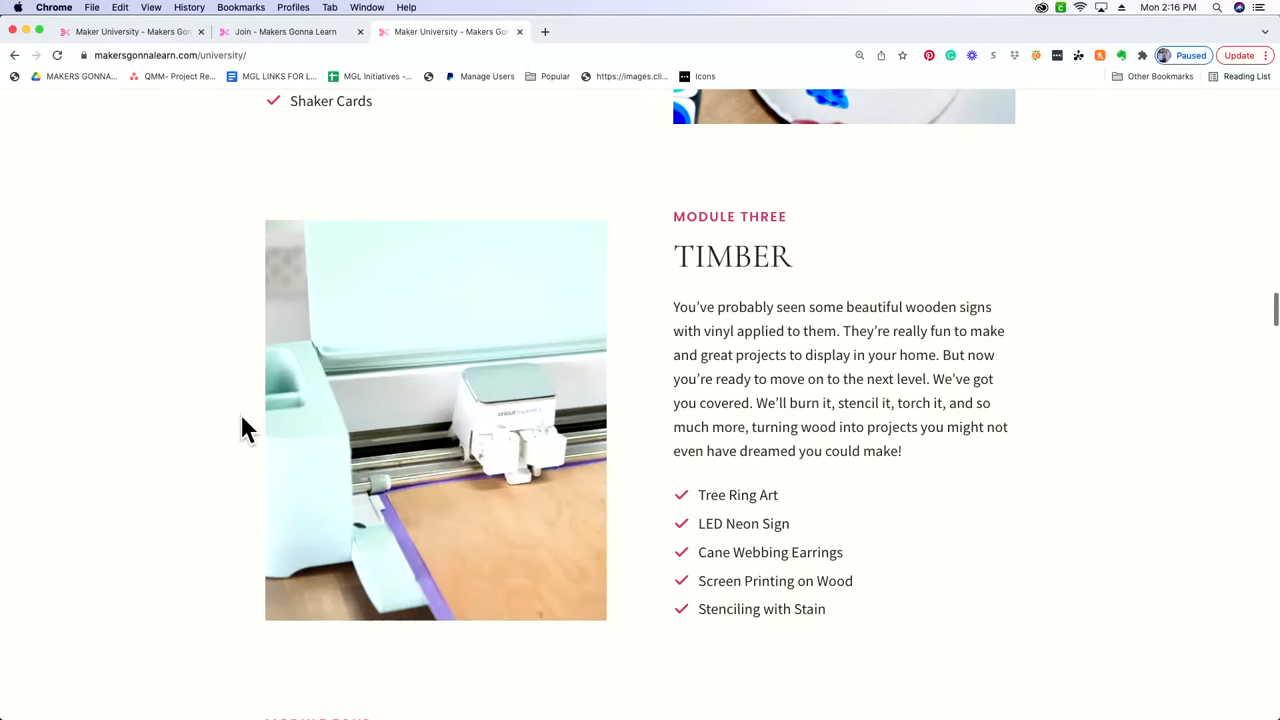 Chrome File Edit View History Bookmarks Profiles Tab Window Help Mon 2:16 PM
Maker University - Makers Gon Join - Makers Gonna Learn Maker University - Makers Go
makersgonnalearn.com/university/ Paused Update
MAKERS GONNA... QMM- Project Re... MGL LINKS FOR L... MGL Initiatives -... Manage Users Popular https://images.cli... Icons Other Bookmarks Reading List
Shaker Cards
MODULE THREE
TIMBER
You’ve probably seen some beautiful wooden signs
with vinyl applied to them. They’re really fun to make
and great projects to display in your home. But now
you’re ready to move on to the next level. We’ve got
you covered. We’ll burn it, stencil it, torch it, and so
much more, turning wood into projects you might not
even have dreamed you could make!
Tree Ring Art
LED Neon Sign
Cane Webbing Earrings
Screen Printing on Wood
Stenciling with Stain
cricut